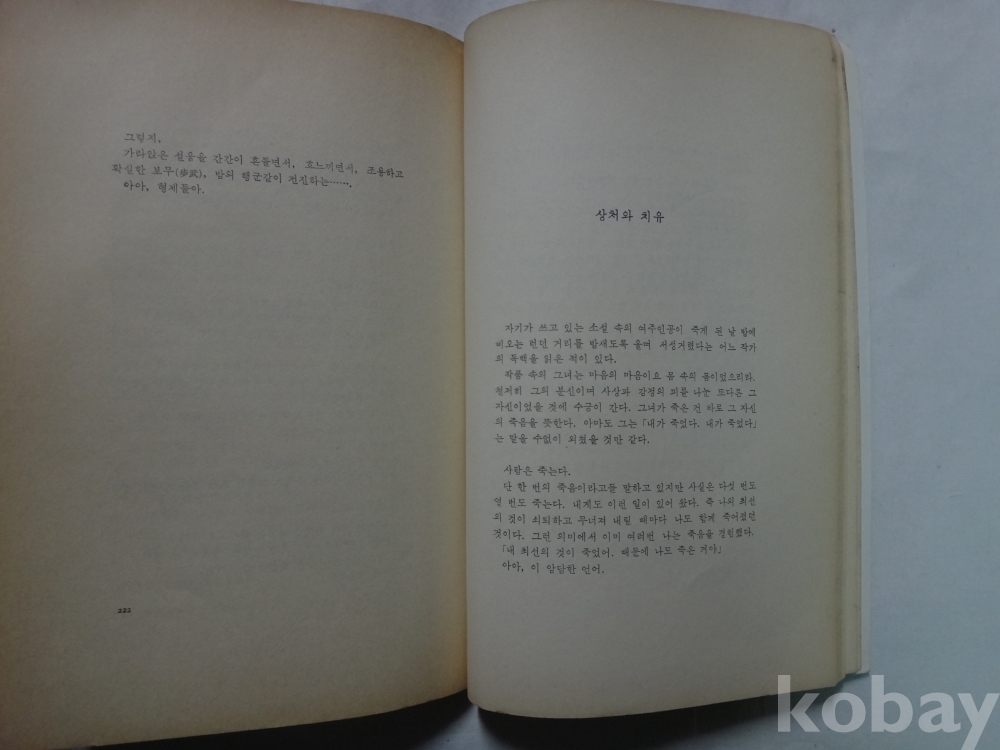 그렇지,
가라앉은 설움을 간간이 흔들면서, 흐느끼면서, 조용하고
확실한 보무(步武), 밤의 행군같이 전진하는……,
아아, 형제들아.
222
상처와 치유
자기가 쓰고 있는 소설 속의 여주인공이 죽게 된 날 밤에
비오는 런던 거리를 밤새도록 울며 서성거렸다는 어느 작가
의 독백을 읽은 적이 있다.
작품 속의 그녀는 마음의 마음이요 몸 속의 몸이었으리라.
철저히 그의 분신이며 사상과 감정의 피를 나눈 또다른 그
자신이었을 것에 수긍이 간다. 그녀가 죽은 건 바로 그 자신
의 죽음을 뜻한다. 아마도 그는 「내가 죽었다. 내가 죽었다」
는 말을 수없이 외쳤을 것만 같다.
사람은 죽는다.
단 한 번의 죽음이라고들 말하고 있지만 사실은 다섯 번도
열 번도 죽는다. 내게도 이런 일이 있어 왔다. 즉 나의 최선
의 것이 쇠퇴하고 무너져 내릴 때마다 나도 함께 죽어졌던
것이다. 그런 의미에서 이미 여러번 나는 죽음을 경험했다.
「내 최선의 것이 죽었어. 때문에 나도 죽은 거야」
아아, 이 암담한 언어.
kobay